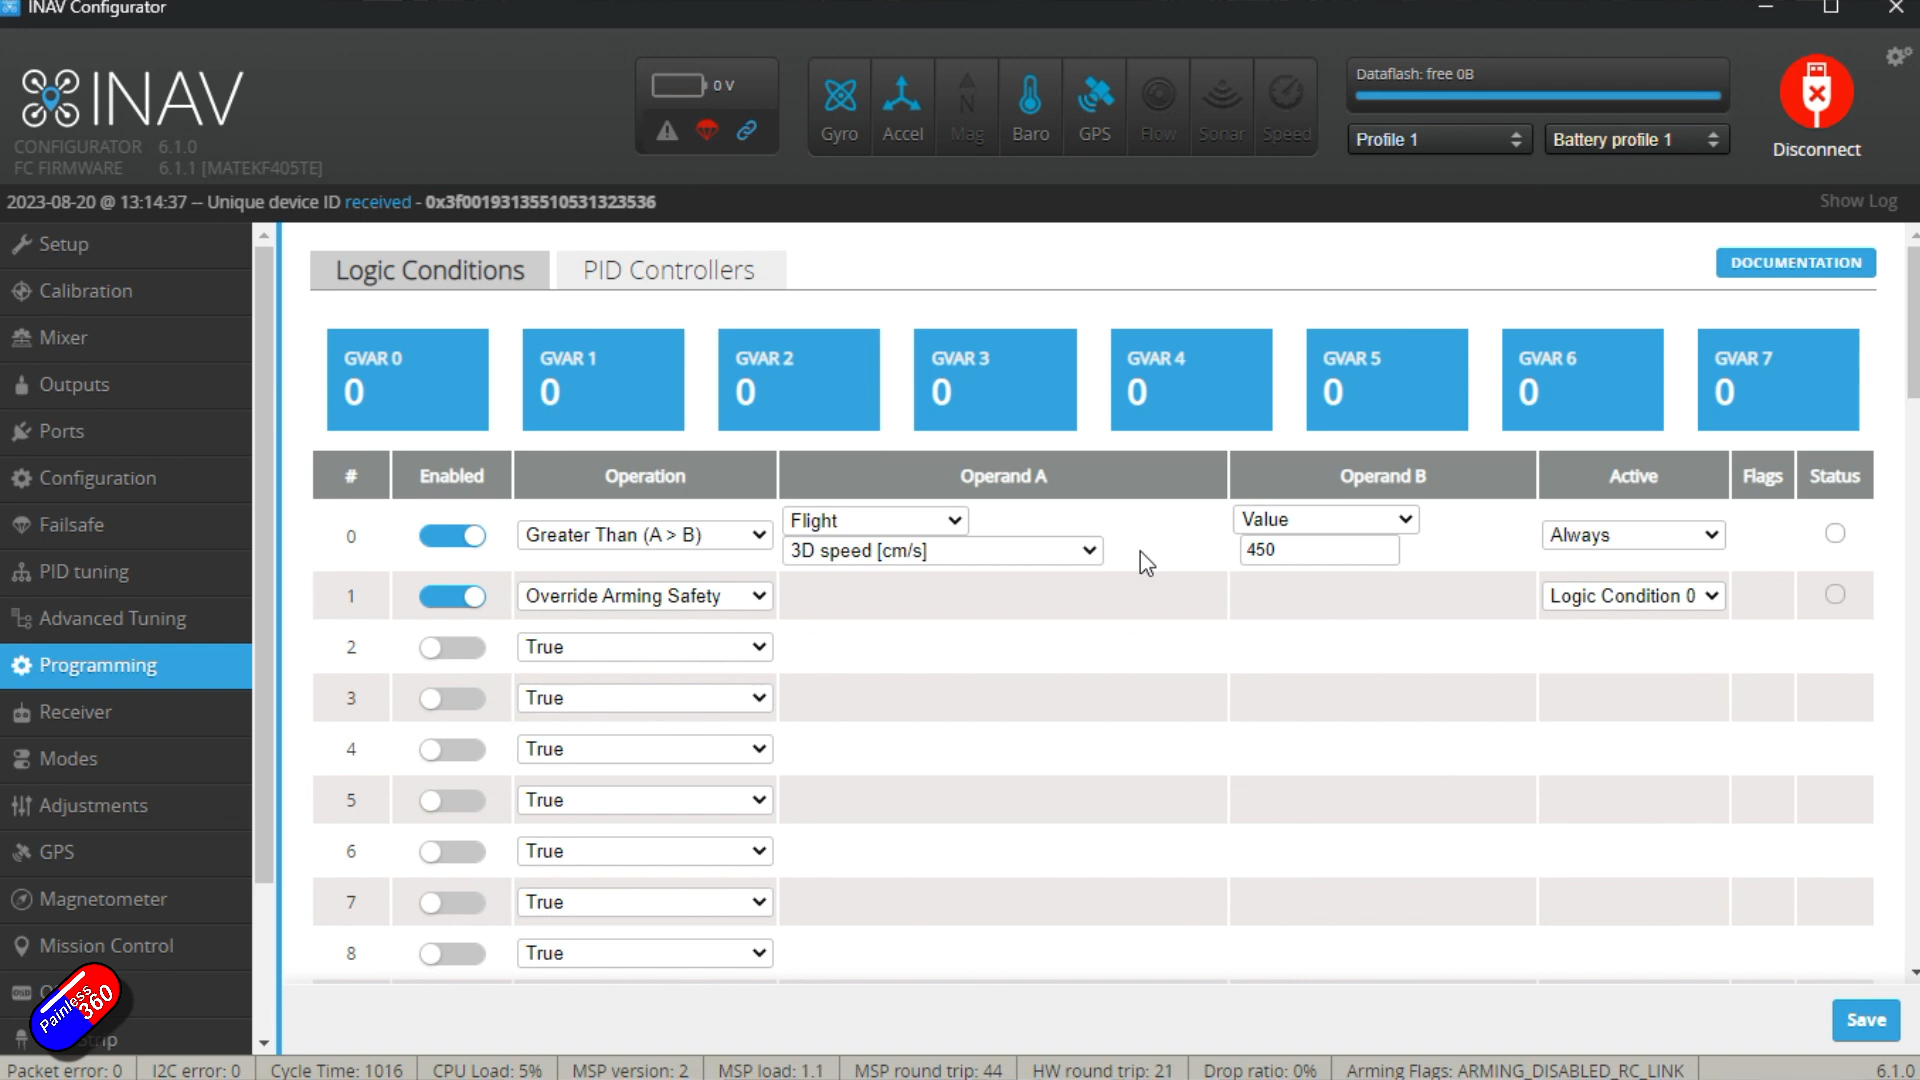 INAV Configurator
INAV
CONFIGURATOR 6.1.0
FC FIRMWARE 6.1.1 [MATEKF405TE]
0 V
Gyro Accel Mag Baro GPS Flow Sonar Speed
Dataflash: free 0B
Profile 1 Battery profile 1
Disconnect
2023-08-20 @ 13:14:37 -- Unique device ID received - 0x3f00193135510531323536
Show Log
Setup
Calibration
Mixer
Outputs
Ports
Configuration
Failsafe
PID tuning
Advanced Tuning
Programming
Receiver
Modes
Adjustments
GPS
Magnetometer
Mission Control
Painless360
Logic Conditions PID Controllers
DOCUMENTATION
GVAR 0 GVAR 1 GVAR 2 GVAR 3 GVAR 4 GVAR 5 GVAR 6 GVAR 7
0 0 0 0 0 0 0 0
# Enabled Operation Operand A Operand B Active Flags Status
0 Greater Than (A > B) Flight 3D speed [cm/s] Value 450 Always
1 Override Arming Safety Logic Condition 0
2 True
3 True
4 True
5 True
6 True
7 True
8 True
Save
Packet error: 0 I2C error: 0 Cycle Time: 1016 CPU Load: 5% MSP version: 2 MSP load: 1.1 MSP round trip: 44 HW round trip: 21 Drop ratio: 0% Arming Flags: ARMING_DISABLED_RC_LINK 6.1.0